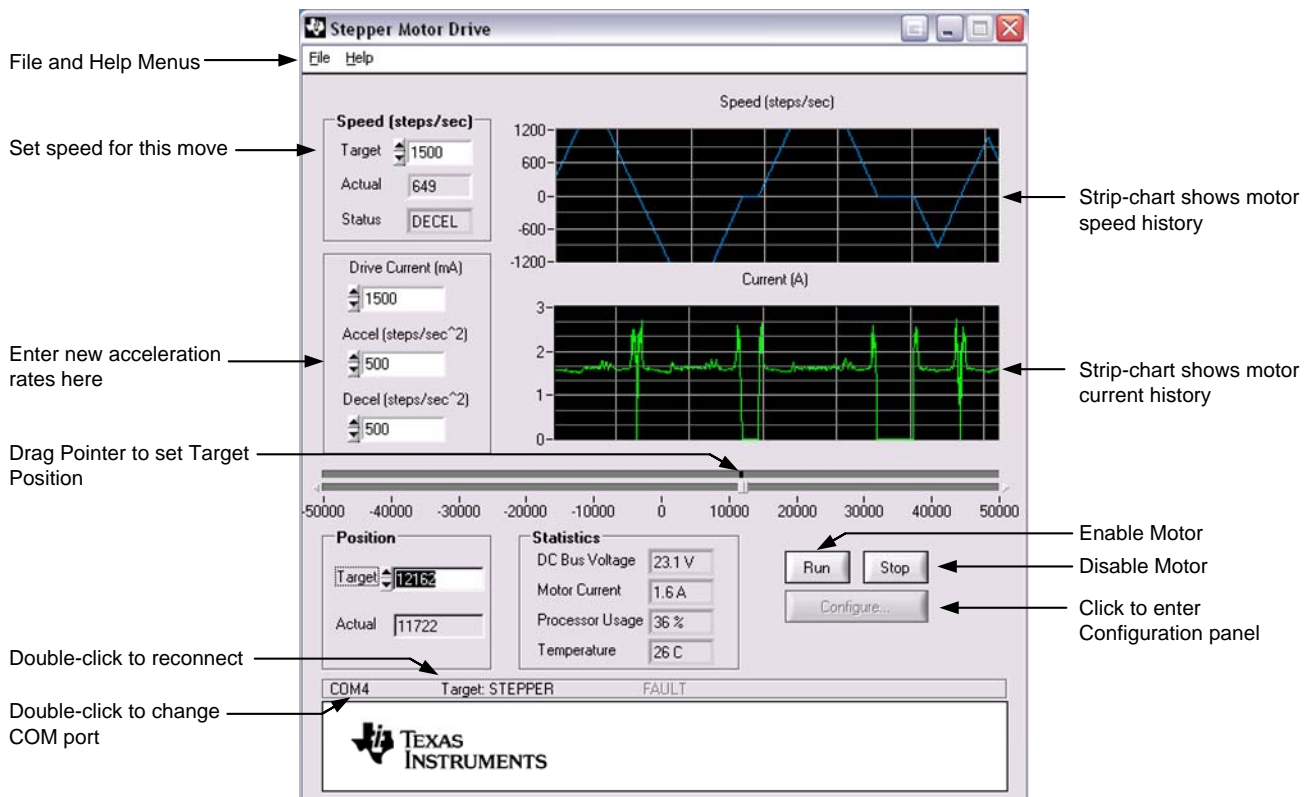 Stepper Motor Drive
File Help
File and Help Menus
Speed (steps/sec)
Set speed for this move
Target 1500
Actual 649
Status DECEL
Speed (steps/sec)
1200
600
0
-600
-1200
Strip-chart shows motor
speed history
Drive Current (mA)
1500
Accel (steps/sec^2)
500
Decel (steps/sec^2)
500
Enter new acceleration
rates here
Current (A)
3
2
1
0
Strip-chart shows motor
current history
Drag Pointer to set Target
Position
-50000 -40000 -30000 -20000 -10000 0 10000 20000 30000 40000 50000
Position
Target 12162
Actual 11722
Statistics
DC Bus Voltage 23.1 V
Motor Current 1.6 A
Processor Usage 36 %
Temperature 26 C
Run Stop
Configure...
Enable Motor
Disable Motor
Click to enter
Configuration panel
Double-click to reconnect
COM4 Target: STEPPER FAULT
Double-click to change
COM port
TEXAS
INSTRUMENTS